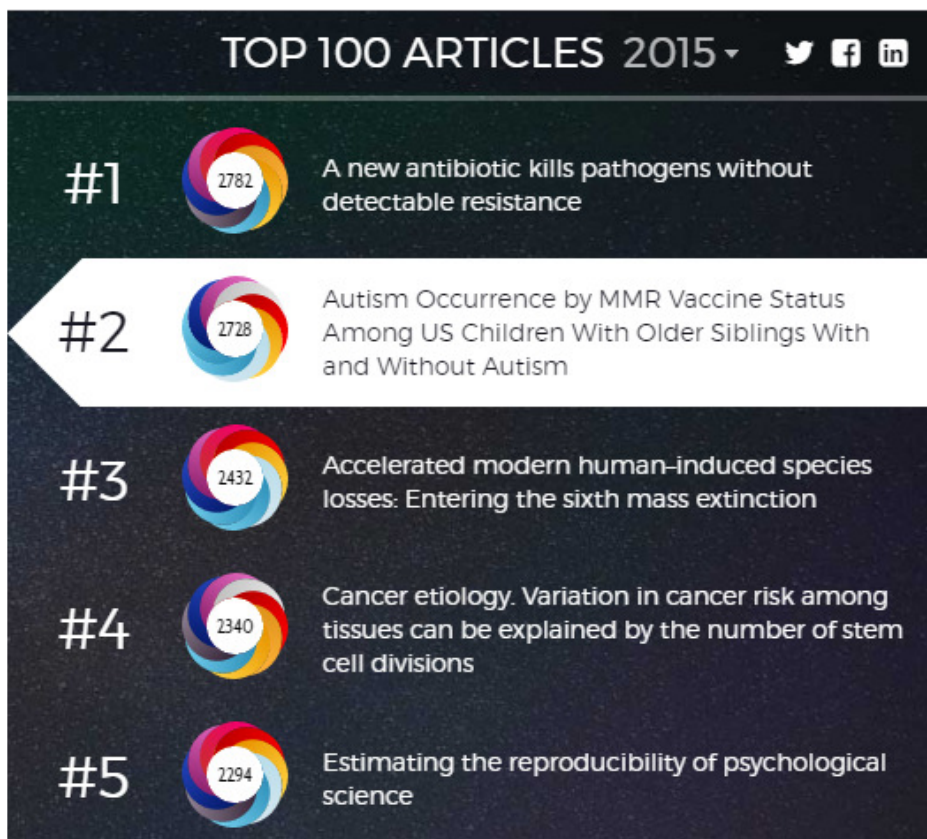 TOP 100 ARTICLES 2015
#1
2782
A new antibiotic kills pathogens without
detectable resistance
#2
2728
Autism Occurrence by MMR Vaccine Status
Among US Children With Older Siblings With
and Without Autism
#3
2432
Accelerated modern human–induced species
losses: Entering the sixth mass extinction
#4
2340
Cancer etiology. Variation in cancer risk among
tissues can be explained by the number of stem
cell divisions
#5
2294
Estimating the reproducibility of psychological
science